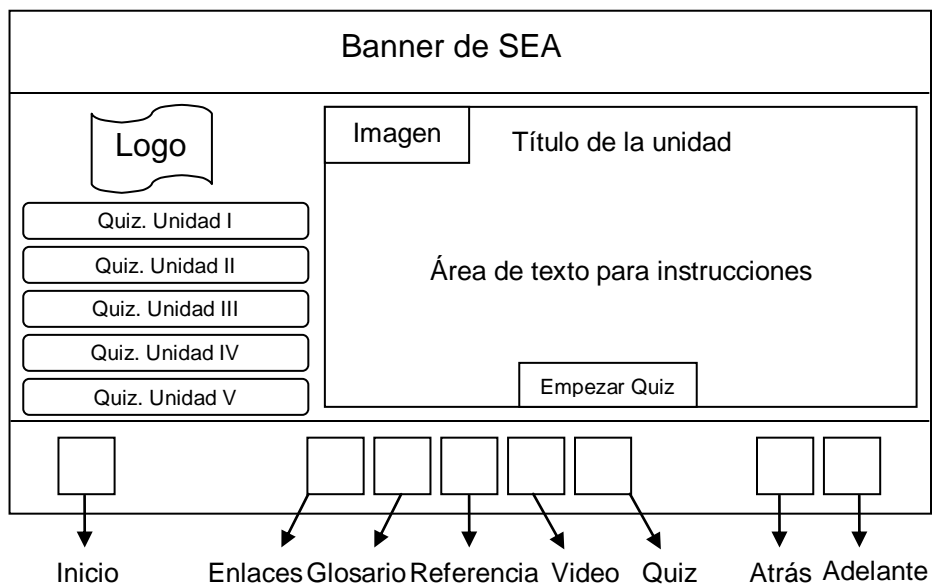 Banner de SEA
Logo
Quiz. Unidad I
Quiz. Unidad II
Quiz. Unidad III
Quiz. Unidad IV
Quiz. Unidad V
Imagen
Título de la unidad
Área de texto para instrucciones
Empezar Quiz
Inicio Enlaces Glosario Referencia Video Quiz Atrás Adelante